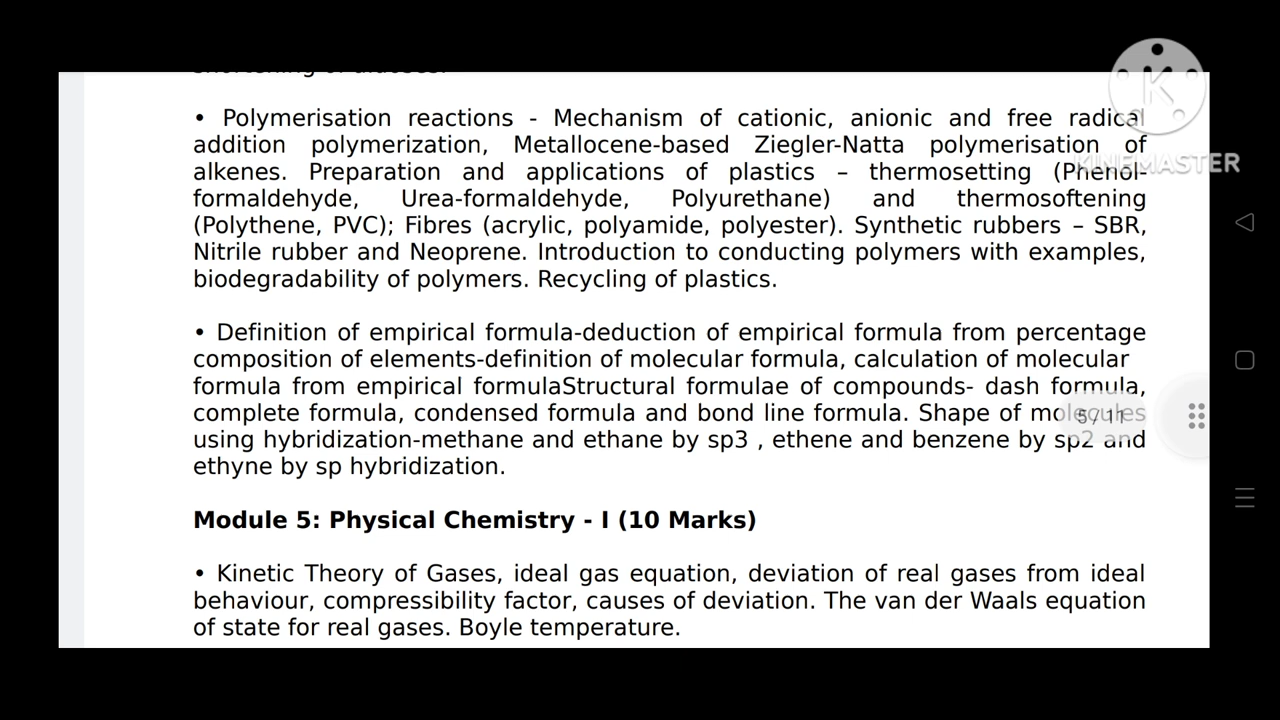 • Polymerisation reactions - Mechanism of cationic, anionic and free radical
addition polymerization, Metallocene-based Ziegler-Natta polymerisation of
alkenes. Preparation and applications of plastics – thermosetting (Phenol-
formaldehyde, Urea-formaldehyde, Polyurethane) and thermosoftening
(Polythene, PVC); Fibres (acrylic, polyamide, polyester). Synthetic rubbers – SBR,
Nitrile rubber and Neoprene. Introduction to conducting polymers with examples,
biodegradability of polymers. Recycling of plastics.
• Definition of empirical formula-deduction of empirical formula from percentage
composition of elements-definition of molecular formula, calculation of molecular
formula from empirical formulaStructural formulae of compounds- dash formula,
complete formula, condensed formula and bond line formula. Shape of molecules
using hybridization-methane and ethane by sp3 , ethene and benzene by sp2 and
ethyne by sp hybridization.
Module 5: Physical Chemistry - I (10 Marks)
• Kinetic Theory of Gases, ideal gas equation, deviation of real gases from ideal
behaviour, compressibility factor, causes of deviation. The van der Waals equation
of state for real gases. Boyle temperature.
K
KINEMASTER
5 / 11